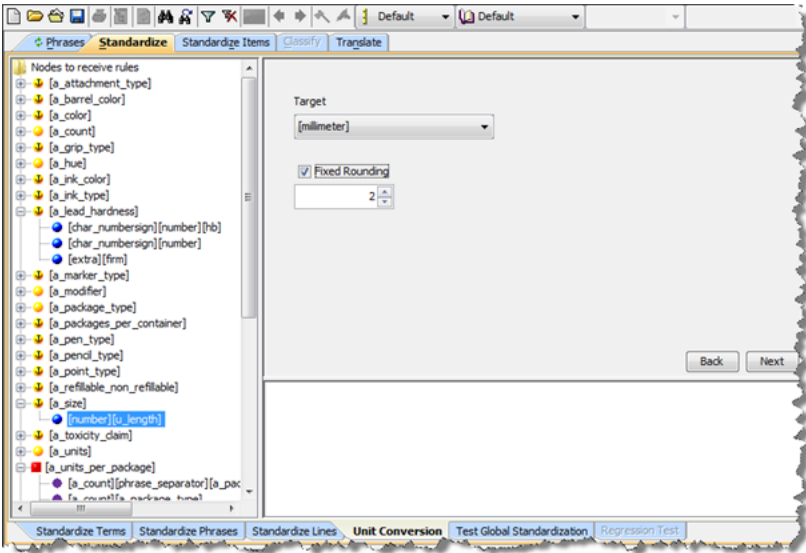 Default
Default
Phrases
Standardize
Standardize Items
Classify
Translate
Nodes to receive rules
[a_attachment_type]
[a_barrel_color]
[a_color]
[a_count]
[a_grip_type]
[a_hue]
[a_ink_color]
[a_ink_type]
[a_lead_hardness]
[char_numbersign][number][hb]
[char_numbersign][number]
[extra][firm]
[a_marker_type]
[a_modifier]
[a_package_type]
[a_packages_per_container]
[a_pen_type]
[a_pencil_type]
[a_point_type]
[a_refillable_non_refillable]
[a_size]
[number][u_length]
[a_toxicity_claim]
[a_units]
[a_units_per_package]
[a_count][phrase_separator][a_pac
[a_count][a_package_type]
Target
[millimeter]
Fixed Rounding
2
Back
Next
Standardize Terms
Standardize Phrases
Standardize Lines
Unit Conversion
Test Global Standardization
Regression Test